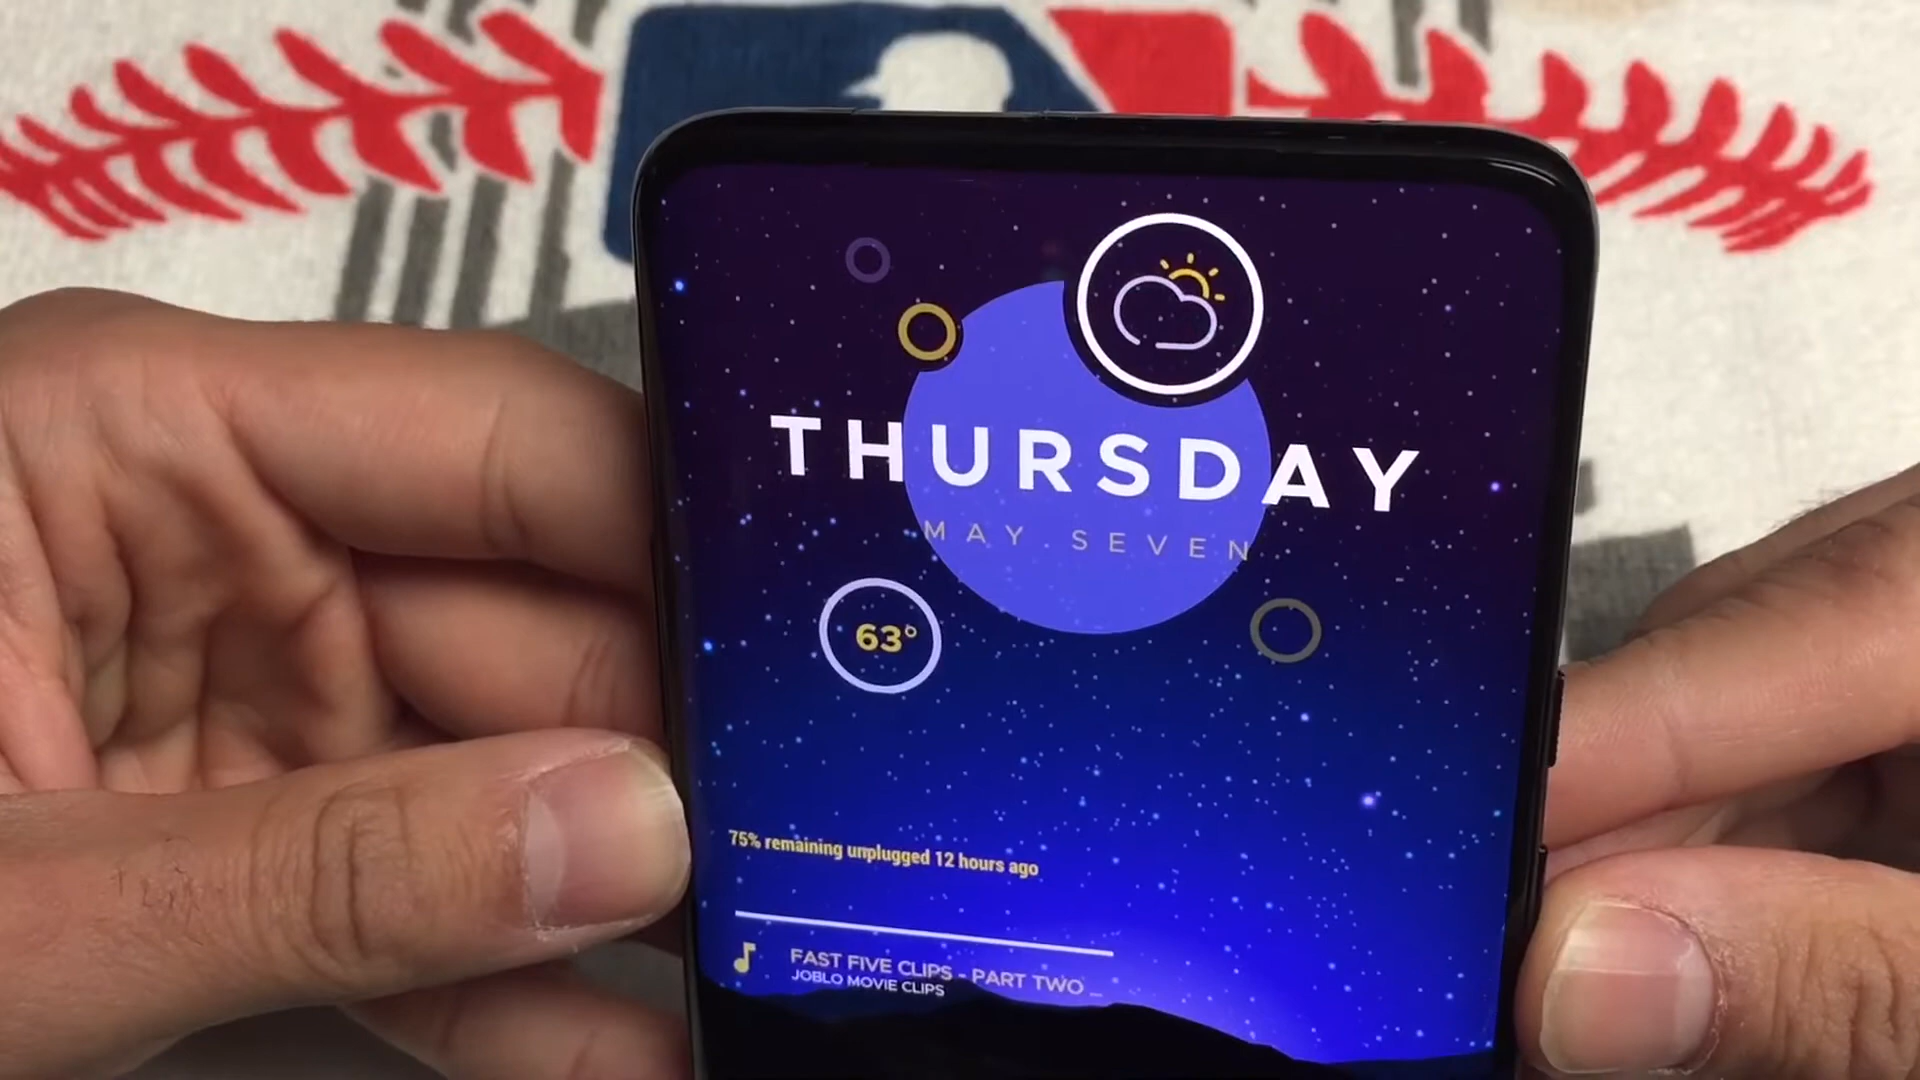 THURSDAY
MAY SEVEN
63°
75% remaining unplugged 12 hours ago
FAST FIVE CLIPS - PART TWO ...
JOBLO MOVIE CLIPS